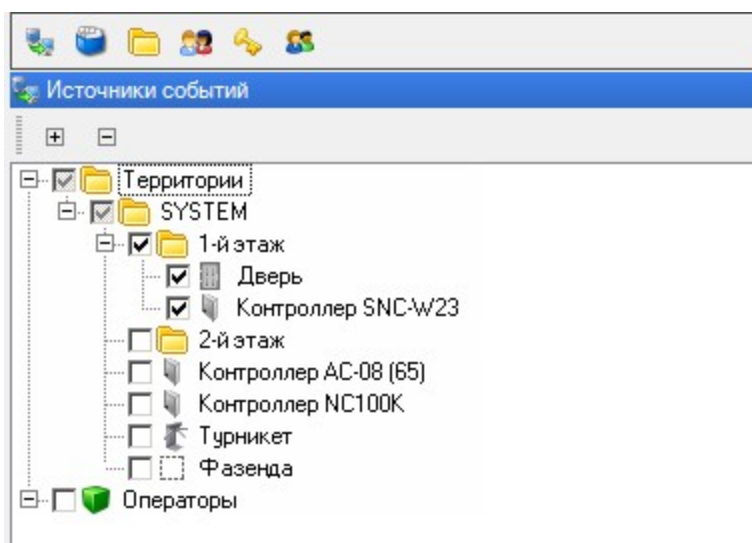 Источники событий
Территории
SYSTEM
1-й этаж
Дверь
Контроллер SNC-W23
2-й этаж
Контроллер AC-08 (65)
Контроллер NC100K
Турникет
Фазенда
Операторы